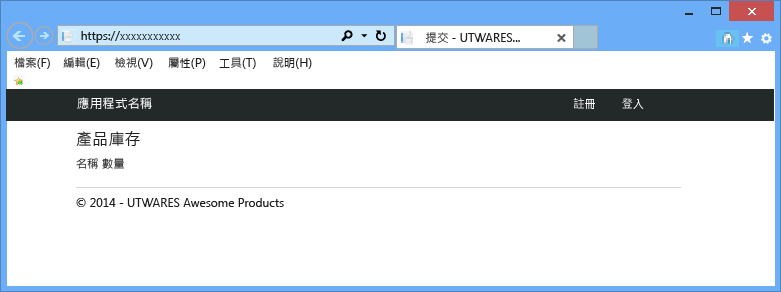 https://xxxxxxxxxxx
提交 - UTWARES...
檔案(F) 編輯(E) 檢視(V) 屬性(P) 工具(T) 說明(H)
應用程式名稱 註冊 登入
產品庫存
名稱 數量
© 2014 - UTWARES Awesome Products